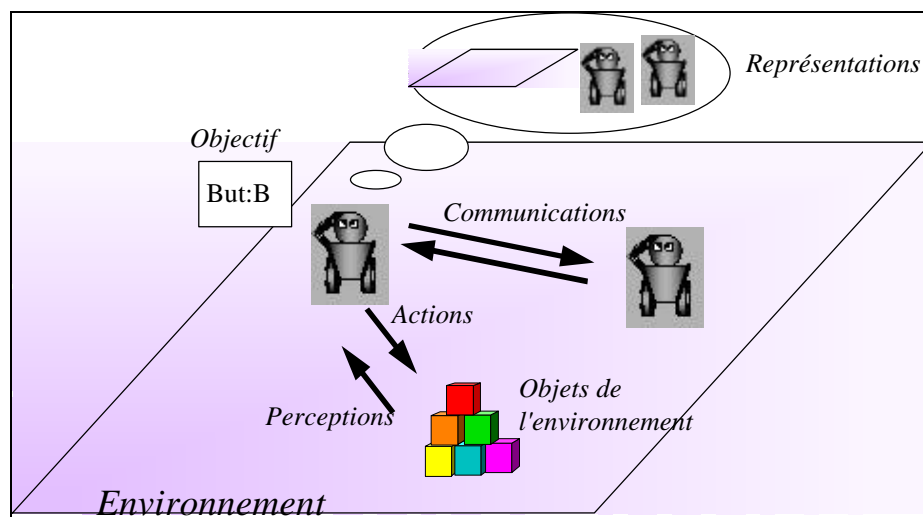 Représentations
Objectif
But:B
Communications
Actions
Perceptions
Objets de
l'environnement
Environnement